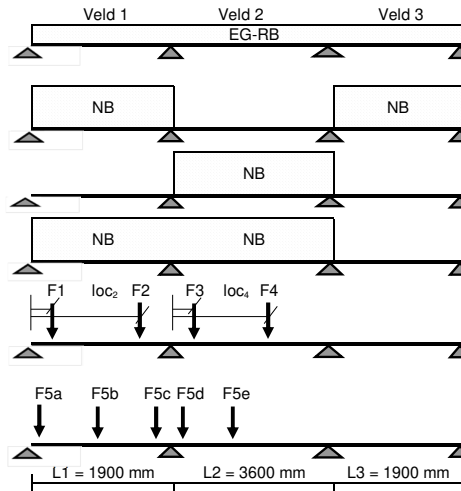 Veld 1 Veld 2 Veld 3
EG-RB
NB NB
NB
NB NB
F1 loc₂ F2 F3 loc₄ F4
F5a F5b F5c F5d F5e
L1 = 1900 mm L2 = 3600 mm L3 = 1900 mm